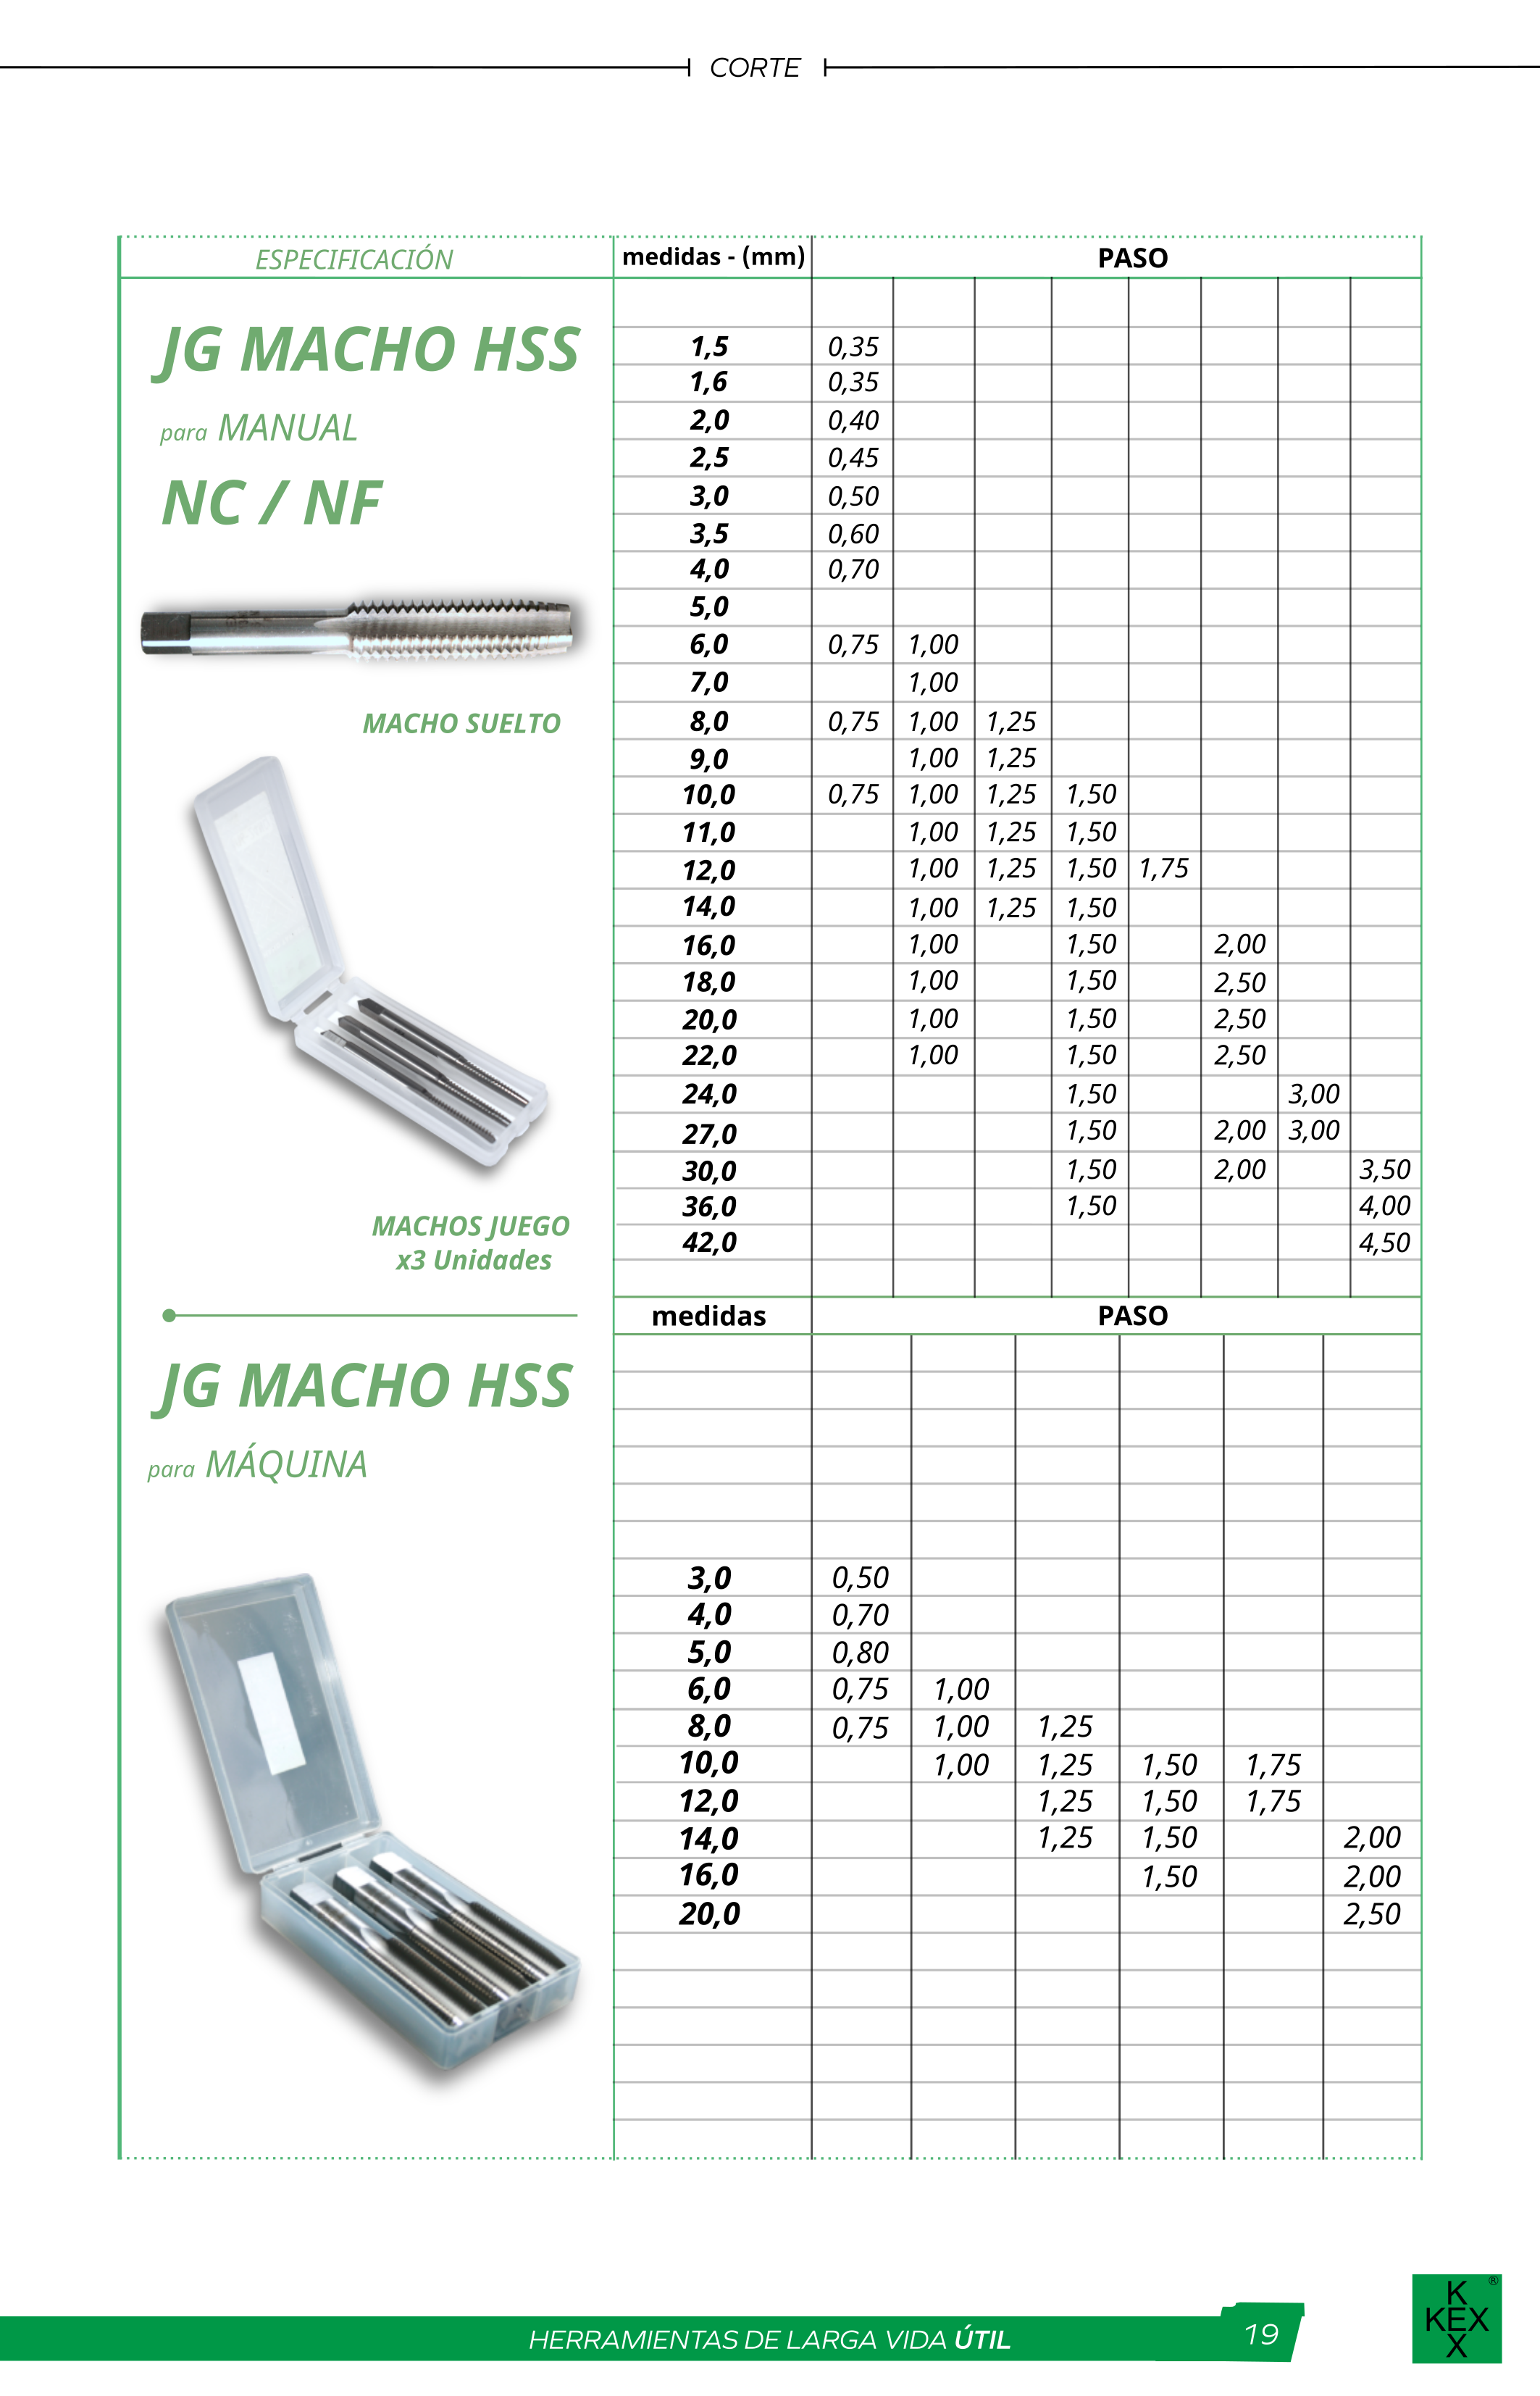 CORTE
ESPECIFICACIÓN
medidas - (mm) PASO
JG MACHO HSS
para MANUAL
NC / NF
MACHO SUELTO
MACHOS JUEGO
x3 Unidades
1,5 0,35
1,6 0,35
2,0 0,40
2,5 0,45
3,0 0,50
3,5 0,60
4,0 0,70
5,0
6,0 0,75 1,00
7,0 1,00
8,0 0,75 1,00 1,25
9,0 1,00 1,25
10,0 0,75 1,00 1,25 1,50
11,0 1,00 1,25 1,50
12,0 1,00 1,25 1,50 1,75
14,0 1,00 1,25 1,50
16,0 1,00 1,50 2,00
18,0 1,00 1,50 2,50
20,0 1,00 1,50 2,50
22,0 1,00 1,50 2,50
24,0 1,50 3,00
27,0 1,50 2,00 3,00
30,0 1,50 2,00 3,50
36,0 1,50 4,00
42,0 4,50
medidas PASO
JG MACHO HSS
para MÁQUINA
3,0 0,50
4,0 0,70
5,0 0,80
6,0 0,75 1,00
8,0 0,75 1,00 1,25
10,0 1,00 1,25 1,50 1,75
12,0 1,25 1,50 1,75
14,0 1,25 1,50 2,00
16,0 1,50 2,00
20,0 2,50
HERRAMIENTAS DE LARGA VIDA ÚTIL
19
K ®
KEX
X